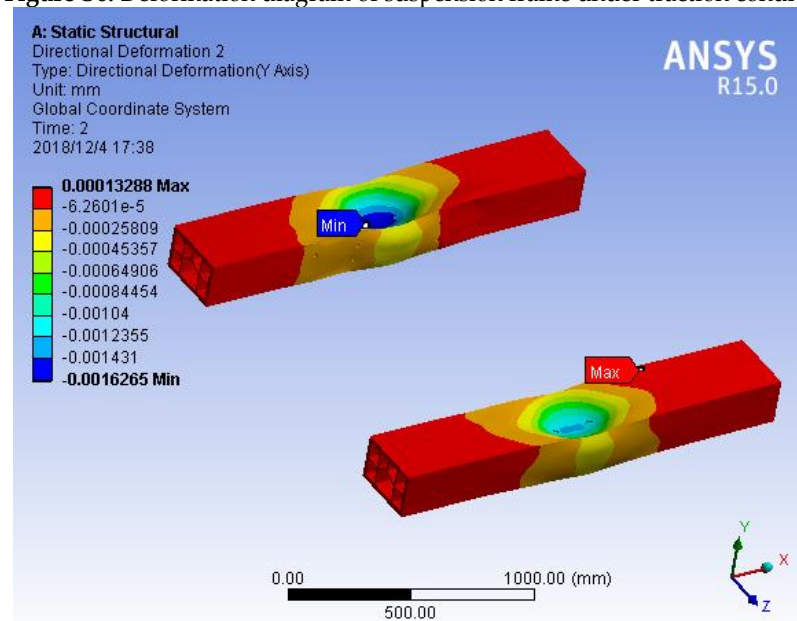 A: Static Structural
Directional Deformation 2
Type: Directional Deformation(Y Axis)
Unit: mm
Global Coordinate System
Time: 2
2018/12/4 17:38
ANSYS
R15.0
0.00013288 Max
-6.2601e-5
-0.00025809
-0.00045357
-0.00064906
-0.00084454
-0.00104
-0.0012355
-0.001431
-0.0016265 Min
Min
Max
0.00
1000.00 (mm)
500.00
Y
X
Z